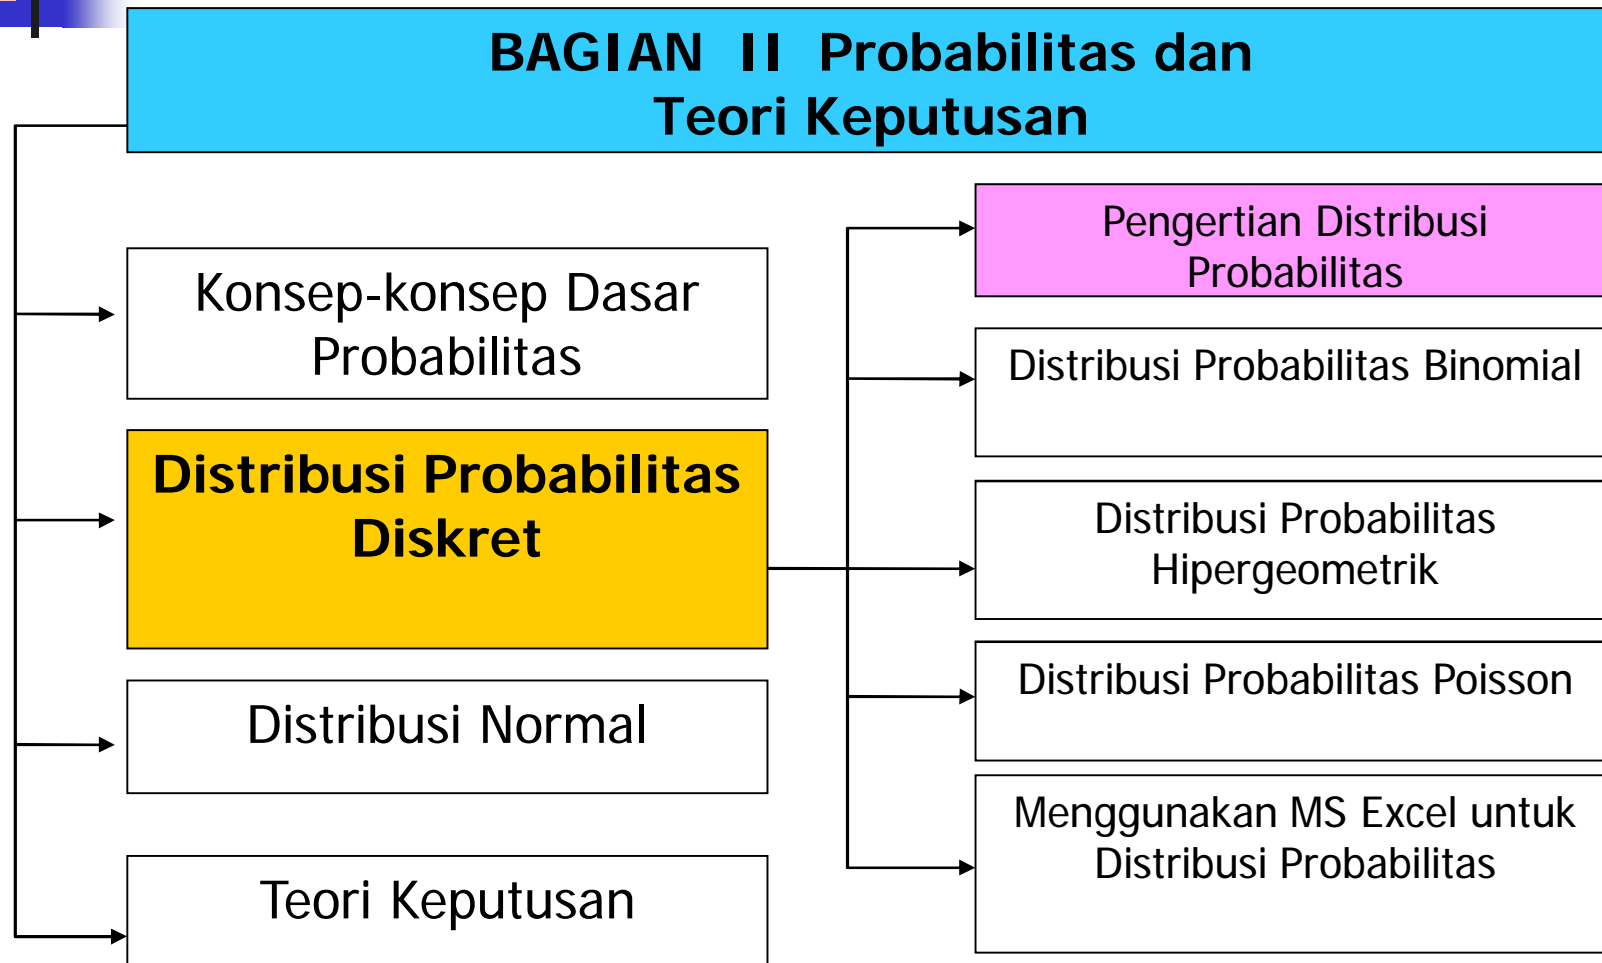 BAGIAN II Probabilitas dan
Teori Keputusan
Konsep-konsep Dasar
Probabilitas
Distribusi Probabilitas
Diskret
Distribusi Normal
Teori Keputusan
Pengertian Distribusi
Probabilitas
Distribusi Probabilitas Binomial
Distribusi Probabilitas
Hipergeometrik
Distribusi Probabilitas Poisson
Menggunakan MS Excel untuk
Distribusi Probabilitas